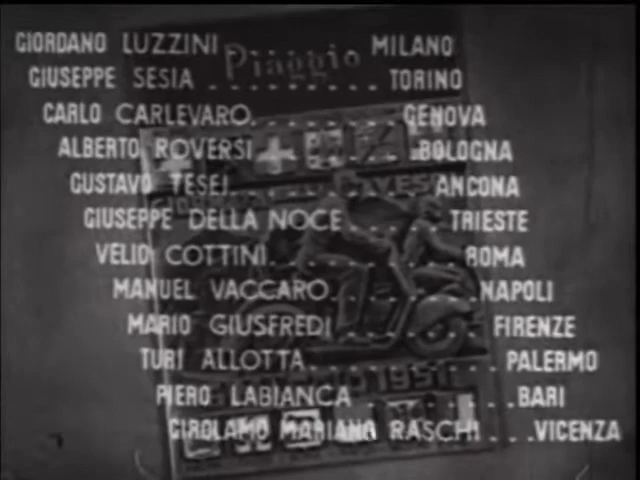 GIORDANO LUZZINI MILANO
Piaggio
GIUSEPPE SESIA . . . . . . . . . . TORINO
CARLO CARLEVARO. . . . . . . . . GENOVA
ALBERTO ROVERSI . . . . . . . . BOLOGNA
GUSTAVO TESEI. . . . . . . . . . . ANCONA
GIUSEPPE DELLA NOCE . . . . . . TRIESTE
VELIO COTTINI. . . . . . . . . . . ROMA
MANUEL VACCARO. . . . . . . . . NAPOLI
MARIO GIUSFREDI . . . . . . . . FIRENZE
TURI ALLOTTA. . . . . . . . . . . PALERMO
1951
PIERO LABIANCA . . . . . . . . . BARI
GIROLAMO MARIANO RASCHI . . . VICENZA